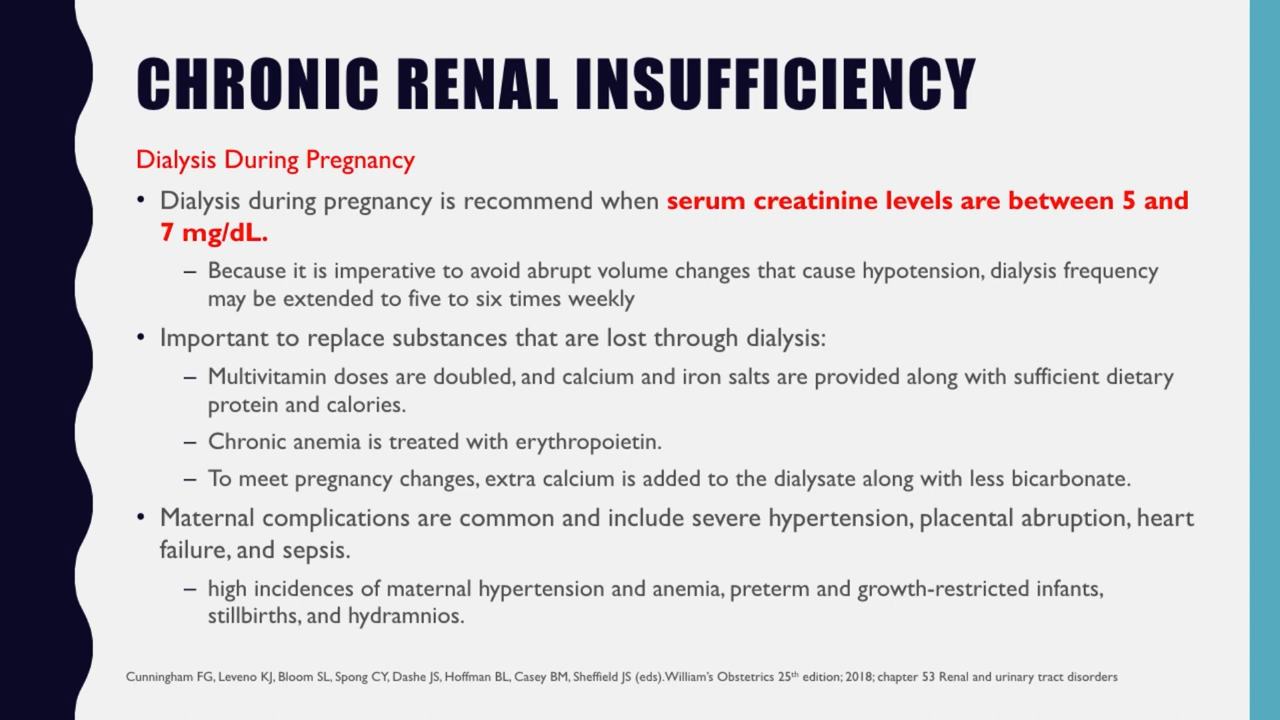 CHRONIC RENAL INSUFFICIENCY
Dialysis During Pregnancy
• Dialysis during pregnancy is recommend when serum creatinine levels are between 5 and
7 mg/dL.
– Because it is imperative to avoid abrupt volume changes that cause hypotension, dialysis frequency
may be extended to five to six times weekly
• Important to replace substances that are lost through dialysis:
– Multivitamin doses are doubled, and calcium and iron salts are provided along with sufficient dietary
protein and calories.
– Chronic anemia is treated with erythropoietin.
– To meet pregnancy changes, extra calcium is added to the dialysate along with less bicarbonate.
• Maternal complications are common and include severe hypertension, placental abruption, heart
failure, and sepsis.
– high incidences of maternal hypertension and anemia, preterm and growth-restricted infants,
stillbirths, and hydramnios.
Cunningham FG, Leveno KJ, Bloom SL, Spong CY, Dashe JS, Hoffman BL, Casey BM, Sheffield JS (eds).William's Obstetrics 25th edition; 2018; chapter 53 Renal and urinary tract disorders